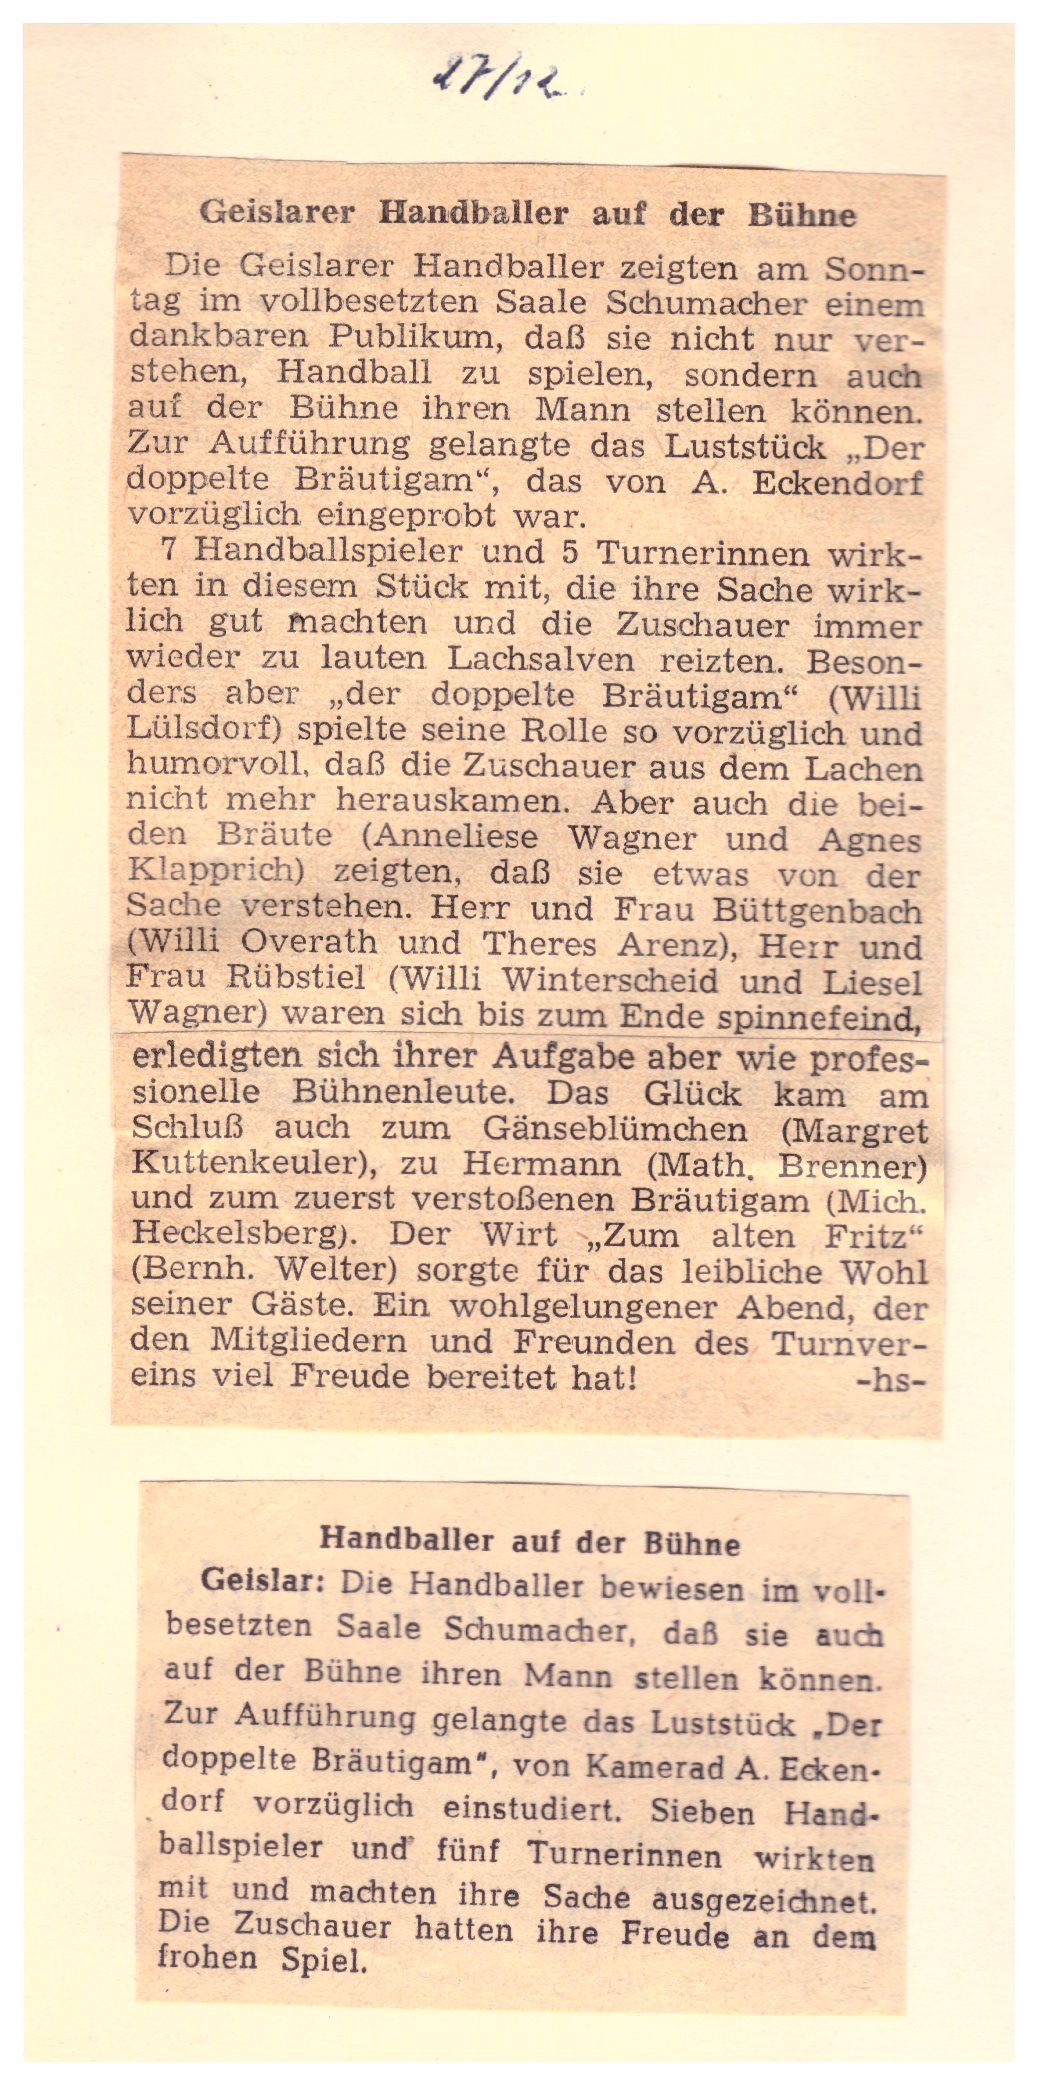 27/12.
Geislarer Handballer auf der Bühne
Die Geislarer Handballer zeigten am Sonn-
tag im vollbesetzten Saale Schumacher einem
dankbaren Publikum, daß sie nicht nur ver-
stehen, Handball zu spielen, sondern auch
auf der Bühne ihren Mann stellen können.
Zur Aufführung gelangte das Luststück „Der
doppelte Bräutigam“, das von A. Eckendorf
vorzüglich eingeprobt war.
7 Handballspieler und 5 Turnerinnen wirk-
ten in diesem Stück mit, die ihre Sache wirk-
lich gut machten und die Zuschauer immer
wieder zu lauten Lachsalven reizten. Beson-
ders aber „der doppelte Bräutigam“ (Willi
Lülsdorf) spielte seine Rolle so vorzüglich und
humorvoll, daß die Zuschauer aus dem Lachen
nicht mehr herauskamen. Aber auch die bei-
den Bräute (Anneliese Wagner und Agnes
Klapprich) zeigten, daß sie etwas von der
Sache verstehen. Herr und Frau Büttgenbach
(Willi Overath und Theres Arenz), Herr und
Frau Rübstiel (Willi Winterscheid und Liesel
Wagner) waren sich bis zum Ende spinnefeind,
erledigten sich ihrer Aufgabe aber wie profes-
sionelle Bühnenleute. Das Glück kam am
Schluß auch zum Gänseblümchen (Margret
Kuttenkeuler), zu Hermann (Math. Brenner)
und zum zuerst verstoßenen Bräutigam (Mich.
Heckelsberg). Der Wirt „Zum alten Fritz“
(Bernh. Welter) sorgte für das leibliche Wohl
seiner Gäste. Ein wohlgelungener Abend, der
den Mitgliedern und Freunden des Turnver-
eins viel Freude bereitet hat! -hs-
Handballer auf der Bühne
Geislar: Die Handballer bewiesen im voll-
besetzten Saale Schumacher, daß sie auch
auf der Bühne ihren Mann stellen können.
Zur Aufführung gelangte das Luststück „Der
doppelte Bräutigam", von Kamerad A. Ecken-
dorf vorzüglich einstudiert. Sieben Hand-
ballspieler und fünf Turnerinnen wirkten
mit und machten ihre Sache ausgezeichnet.
Die Zuschauer hatten ihre Freude an dem
frohen Spiel.